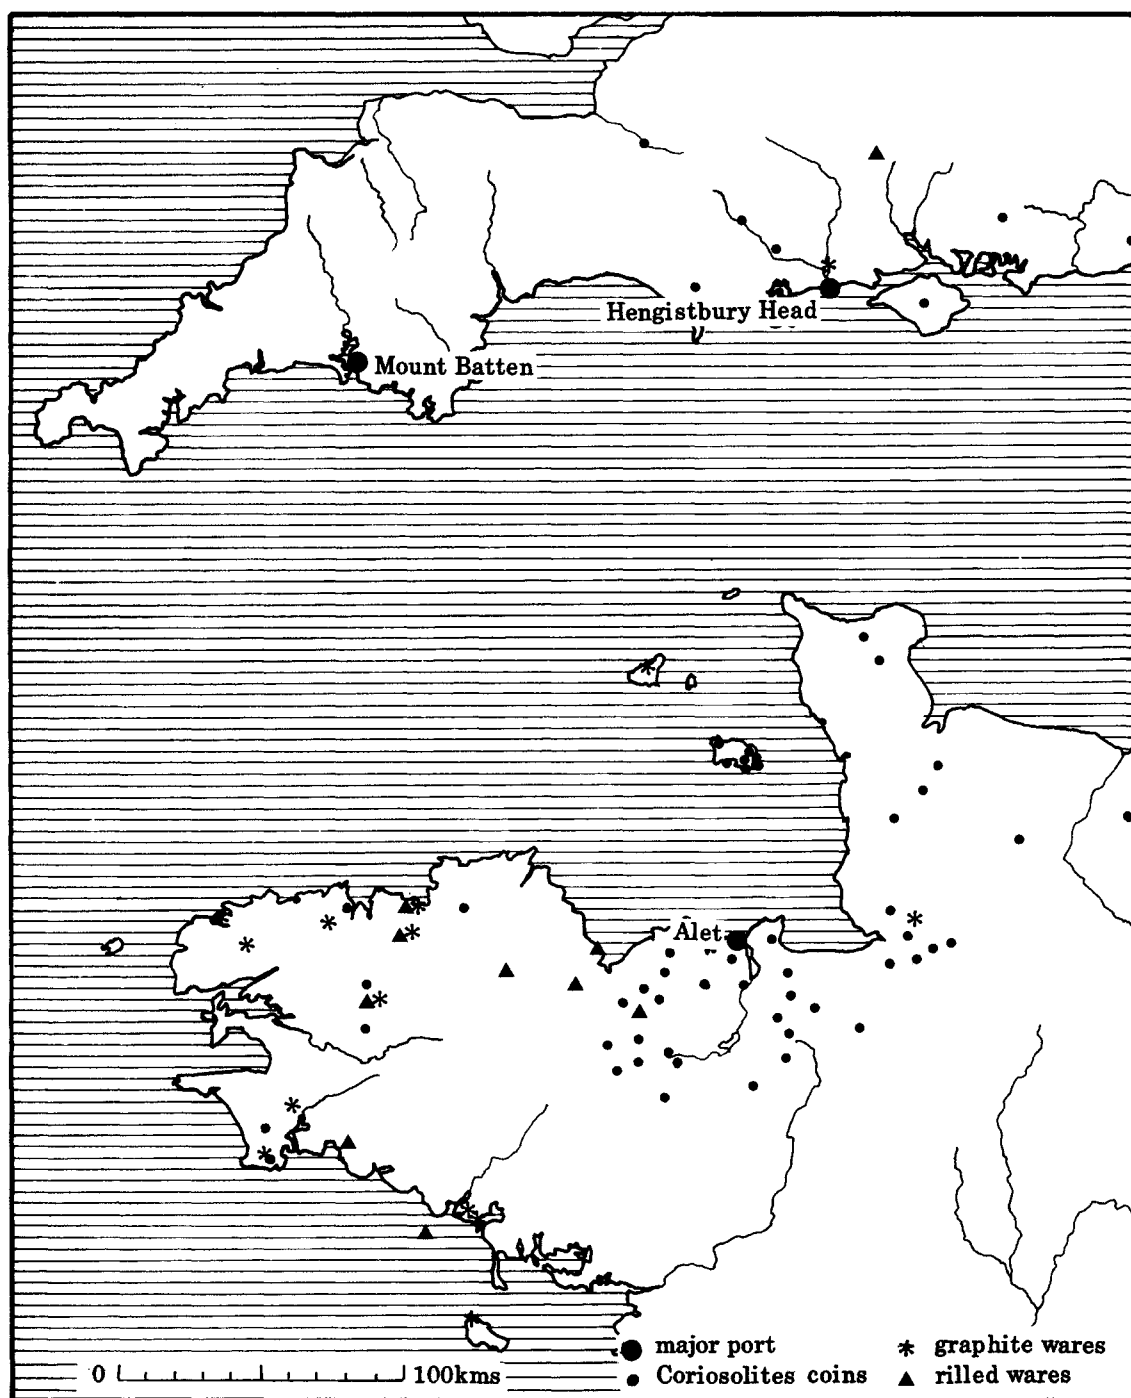 Hengistbury Head
Mount Batten
Alet
major port
Coriosolites coins
graphite wares
rilled wares
0 100kms